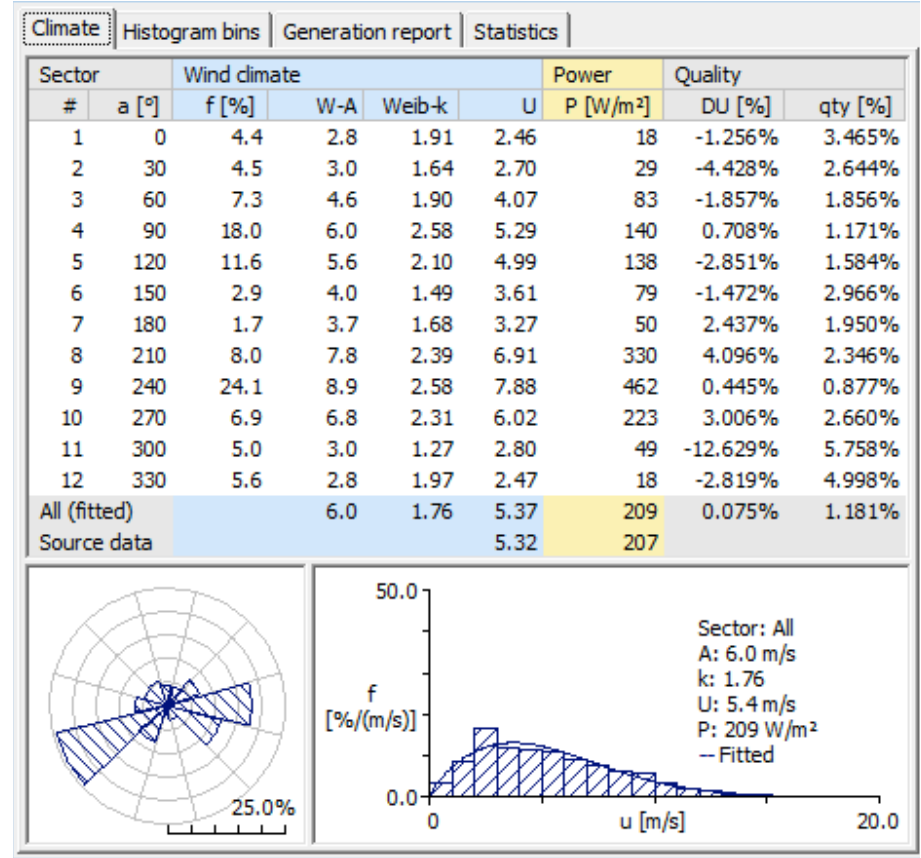 Climate Histogram bins Generation report Statistics
Sector Wind climate Power Quality
# a [°] f [%] W-A Weib-k U P [W/m²] DU [%] qty [%]
1 0 4.4 2.8 1.91 2.46 18 -1.256% 3.465%
2 30 4.5 3.0 1.64 2.70 29 -4.428% 2.644%
3 60 7.3 4.6 1.90 4.07 83 -1.857% 1.856%
4 90 18.0 6.0 2.58 5.29 140 0.708% 1.171%
5 120 11.6 5.6 2.10 4.99 138 -2.851% 1.584%
6 150 2.9 4.0 1.49 3.61 79 -1.472% 2.966%
7 180 1.7 3.7 1.68 3.27 50 2.437% 1.950%
8 210 8.0 7.8 2.39 6.91 330 4.096% 2.346%
9 240 24.1 8.9 2.58 7.88 462 0.445% 0.877%
10 270 6.9 6.8 2.31 6.02 223 3.006% 2.660%
11 300 5.0 3.0 1.27 2.80 49 -12.629% 5.758%
12 330 5.6 2.8 1.97 2.47 18 -2.819% 4.998%
All (fitted) 6.0 1.76 5.37 209 0.075% 1.181%
Source data 5.32 207
25.0%
50.0
f
[%/(m/s)]
0.0
0 u [m/s] 20.0
Sector: All
A: 6.0 m/s
k: 1.76
U: 5.4 m/s
P: 209 W/m²
-- Fitted